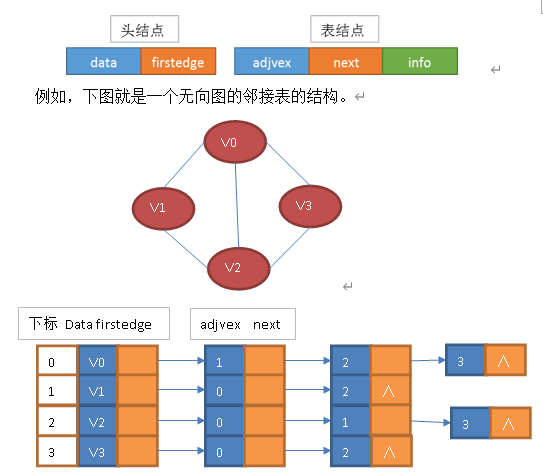 头结点 表结点
data firstedge adjvex next info
例如，下图就是一个无向图的邻接表的结构。
V0
V1 V3
V2
下标 Data firstedge adjvex next
0 V0 1 2 3 ∧
1 V1 0 2 ∧
2 V2 0 1 3 ∧
3 V3 0 2 ∧